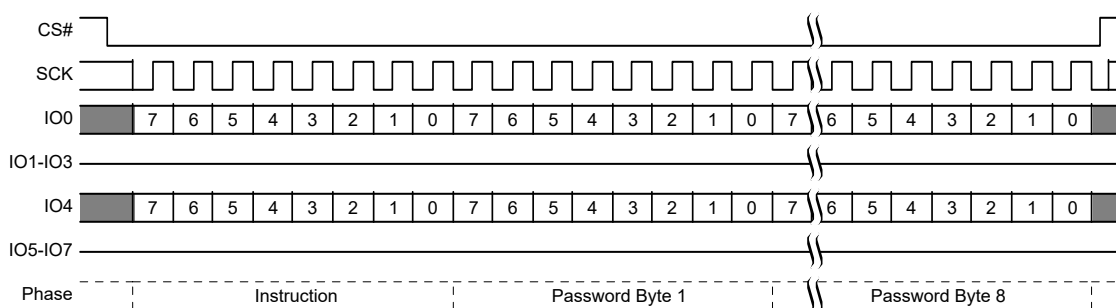 CS#
SCK
IO0 7 6 5 4 3 2 1 0 7 6 5 4 3 2 1 0 7 6 5 4 3 2 1 0
IO1-IO3
IO4 7 6 5 4 3 2 1 0 7 6 5 4 3 2 1 0 7 6 5 4 3 2 1 0
IO5-IO7
Phase Instruction Password Byte 1 Password Byte 8